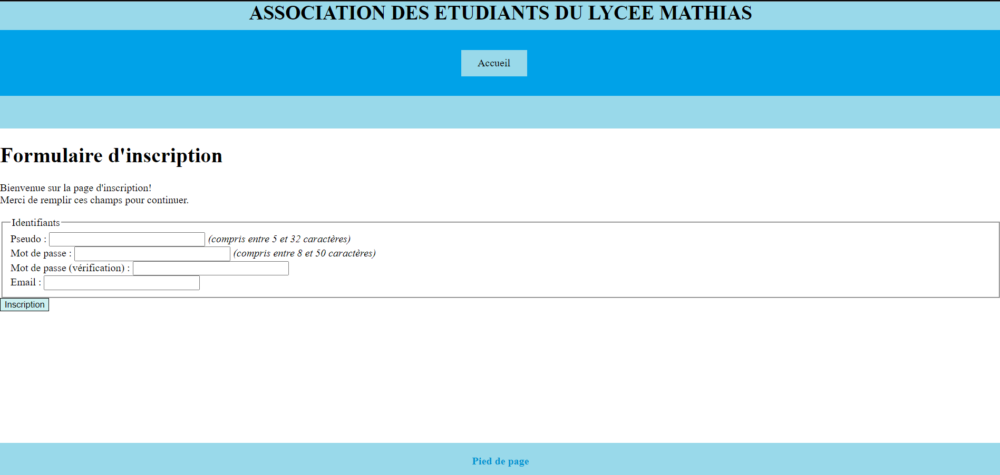 ASSOCIATION DES ETUDIANTS DU LYCEE MATHIAS
Accueil
Formulaire d'inscription
Bienvenue sur la page d'inscription!
Merci de remplir ces champs pour continuer.
Identifiants
Pseudo : (compris entre 5 et 32 caractères)
Mot de passe : (compris entre 8 et 50 caractères)
Mot de passe (vérification) :
Email :
Inscription
Pied de page